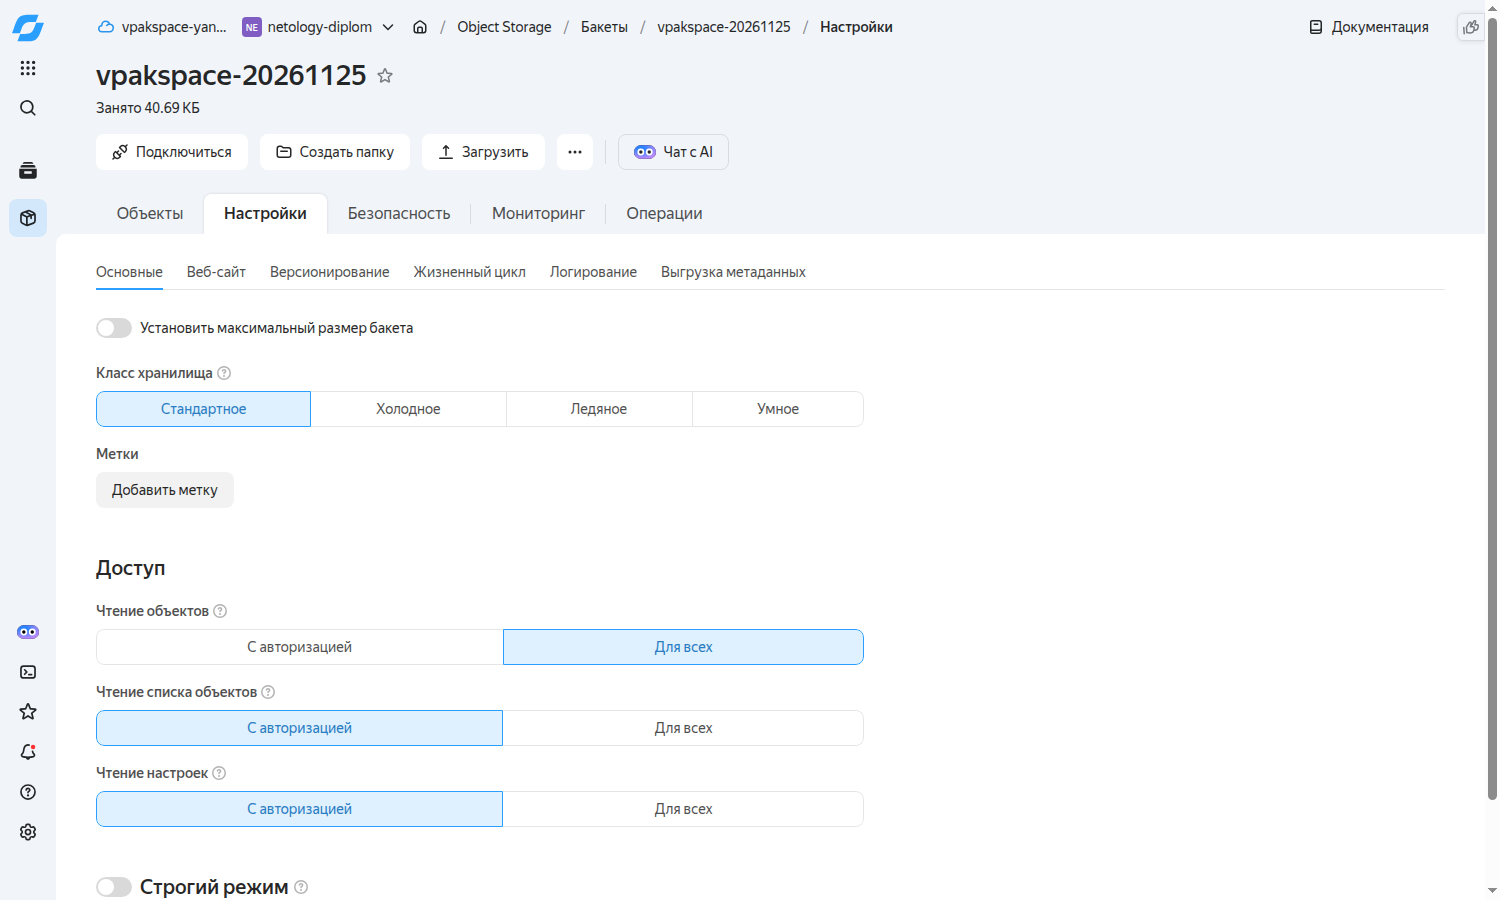 vpakspace-yan... NE netology-diplom / Object Storage / Бакеты / vpakspace-20261125 / Настройки Документация
vpakspace-20261125
Занято 40.69 КБ
Подключиться Создать папку Загрузить Чат с AI
Объекты Настройки Безопасность Мониторинг Операции
Основные Веб-сайт Версионирование Жизненный цикл Логирование Выгрузка метаданных
Установить максимальный размер бакета
Класс хранилища
Стандартное Холодное Ледяное Умное
Метки
Добавить метку
Доступ
Чтение объектов
С авторизацией Для всех
Чтение списка объектов
С авторизацией Для всех
Чтение настроек
С авторизацией Для всех
Строгий режим